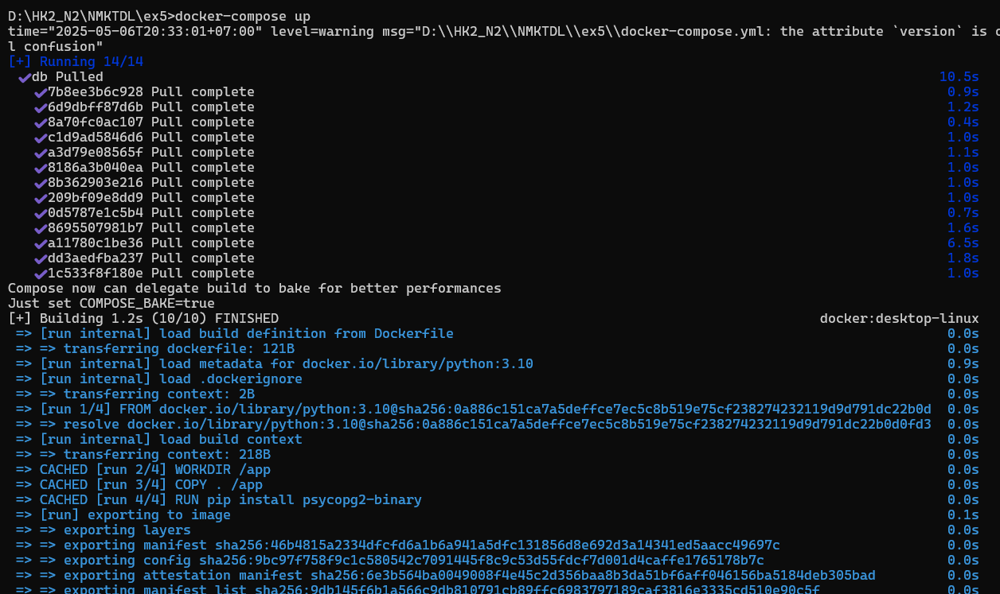 D:\HK2_N2\NMKTDL\ex5>docker-compose up
time="2025-05-06T20:33:01+07:00" level=warning msg="D:\\HK2_N2\\NMKTDL\\ex5\\docker-compose.yml: the attribute `version` is
l confusion"
[+] Running 14/14
✔db Pulled 10.5s
✔7b8ee3b6c928 Pull complete 0.9s
✔6d9dbff87d6b Pull complete 1.2s
✔8a70fc0ac107 Pull complete 0.4s
✔c1d9ad5846d6 Pull complete 1.0s
✔a3d79e08565f Pull complete 1.1s
✔8186a3b040ea Pull complete 1.0s
✔8b362903e216 Pull complete 1.0s
✔209bf09e8dd9 Pull complete 1.0s
✔0d5787e1c5b4 Pull complete 0.7s
✔8695507981b7 Pull complete 1.6s
✔a11780c1be36 Pull complete 6.5s
✔dd3aedfba237 Pull complete 1.8s
✔1c533f8f180e Pull complete 1.0s
Compose now can delegate build to bake for better performances
Just set COMPOSE_BAKE=true
[+] Building 1.2s (10/10) FINISHED docker:desktop-linux
=> [run internal] load build definition from Dockerfile 0.0s
=> => transferring dockerfile: 121B 0.0s
=> [run internal] load metadata for docker.io/library/python:3.10 0.9s
=> [run internal] load .dockerignore 0.0s
=> => transferring context: 2B 0.0s
=> [run 1/4] FROM docker.io/library/python:3.10@sha256:0a886c151ca7a5deffce7ec5c8b519e75cf238274232119d9d791dc22b0d 0.0s
=> => resolve docker.io/library/python:3.10@sha256:0a886c151ca7a5deffce7ec5c8b519e75cf238274232119d9d791dc22b0d0fd3 0.0s
=> [run internal] load build context 0.0s
=> => transferring context: 218B 0.0s
=> CACHED [run 2/4] WORKDIR /app 0.0s
=> CACHED [run 3/4] COPY . /app 0.0s
=> CACHED [run 4/4] RUN pip install psycopg2-binary 0.0s
=> [run] exporting to image 0.1s
=> => exporting layers 0.0s
=> => exporting manifest sha256:46b4815a2334dfcfd6a1b6a941a5dfc131856d8e692d3a14341ed5aacc49697c 0.0s
=> => exporting config sha256:9bc97f758f9c1c580542c7091445f8c9c53d55fdcf7d001d4caffe1765178b7c 0.0s
=> => exporting attestation manifest sha256:6e3b564ba0049008f4e45c2d356baa8b3da51bf6aff046156ba5184deb305bad 0.0s
=> => exporting manifest list sha256:9db145f6b1a566c9db810791cb89ffc6983797189caf3816e3335cd510e90c5f 0.0s